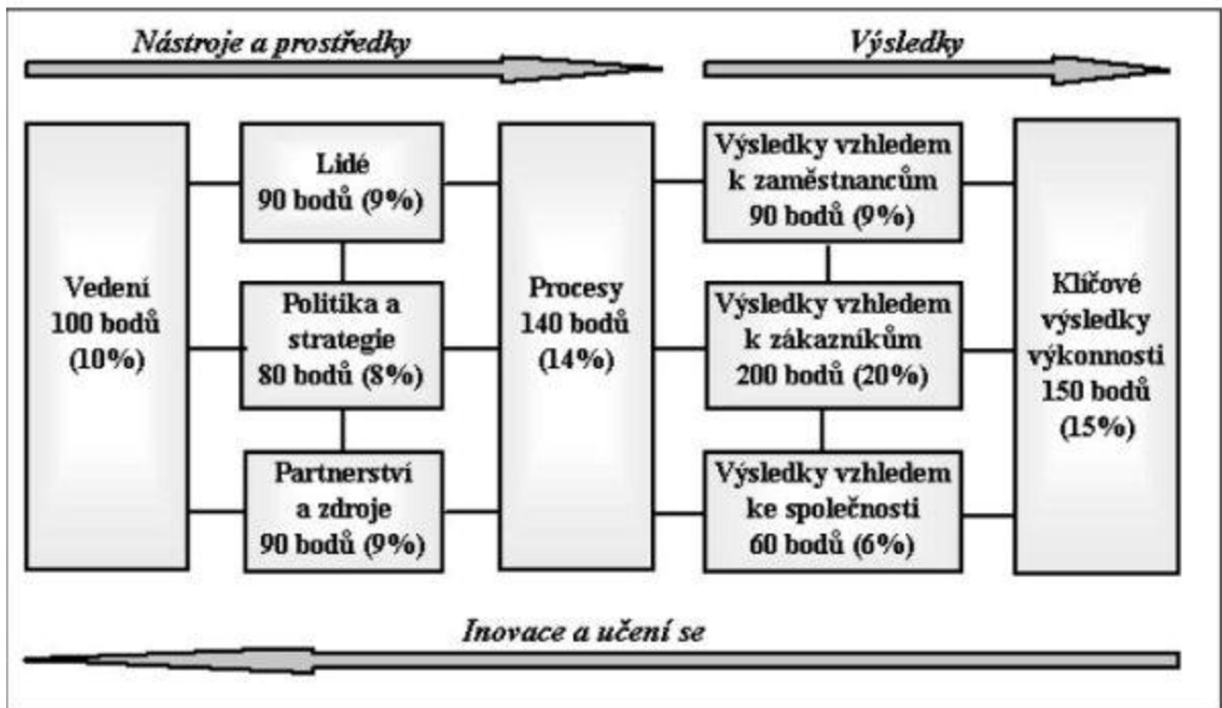 Nástroje a prostředky
Výsledky
Vedení
100 bodů
(10%)
Lidé
90 bodů (9%)
Politika a
strategie
80 bodů (8%)
Partnerství
a zdroje
90 bodů (9%)
Procesy
140 bodů
(14%)
Výsledky vzhledem
k zaměstnancům
90 bodů (9%)
Výsledky vzhledem
k zákazníkům
200 bodů (20%)
Výsledky vzhledem
ke společnosti
60 bodů (6%)
Klíčové
výsledky
výkonnosti
150 bodů
(15%)
Inovace a učení se